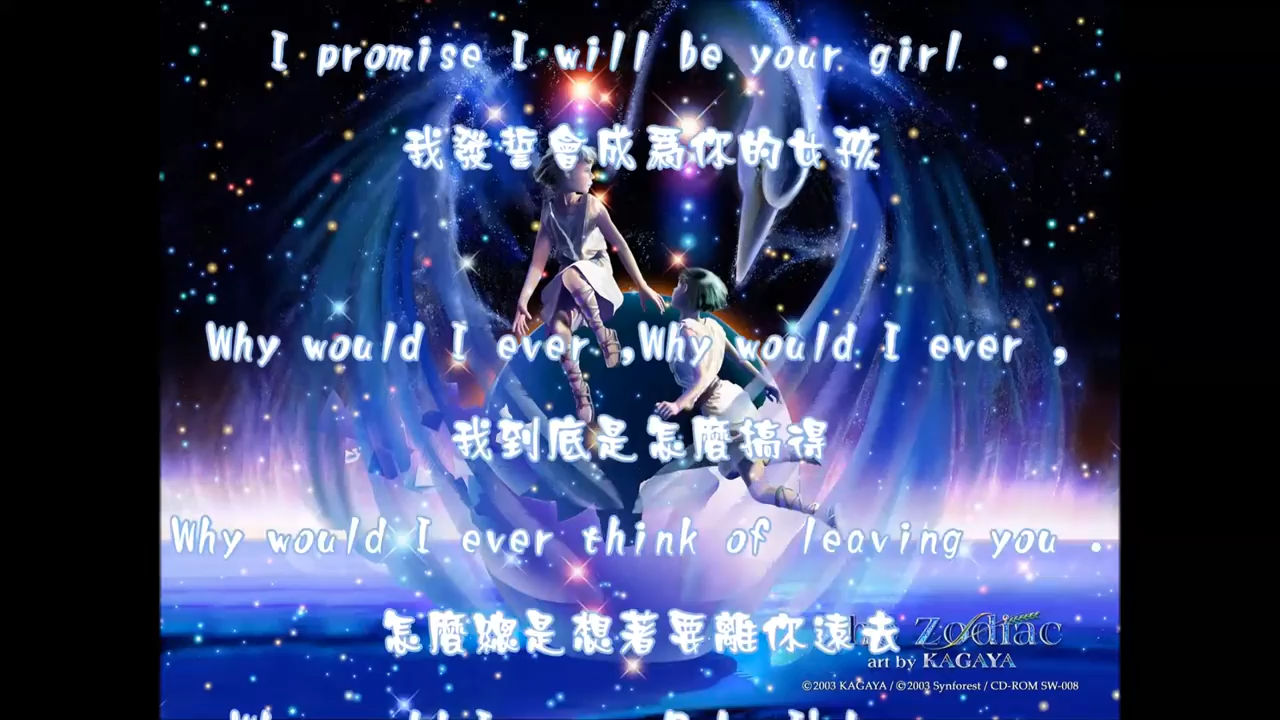 I promise I will be your girl .
我發誓會成為你的女孩
Why would I ever ,Why would I ever ,
我到底是怎麼搞得
Why would I ever think of leaving you .
怎麼總是想著要離你遠去
Zodiac
art by KAGAYA
©2003 KAGAYA / ©2003 Synforest / CD-ROM SW-008